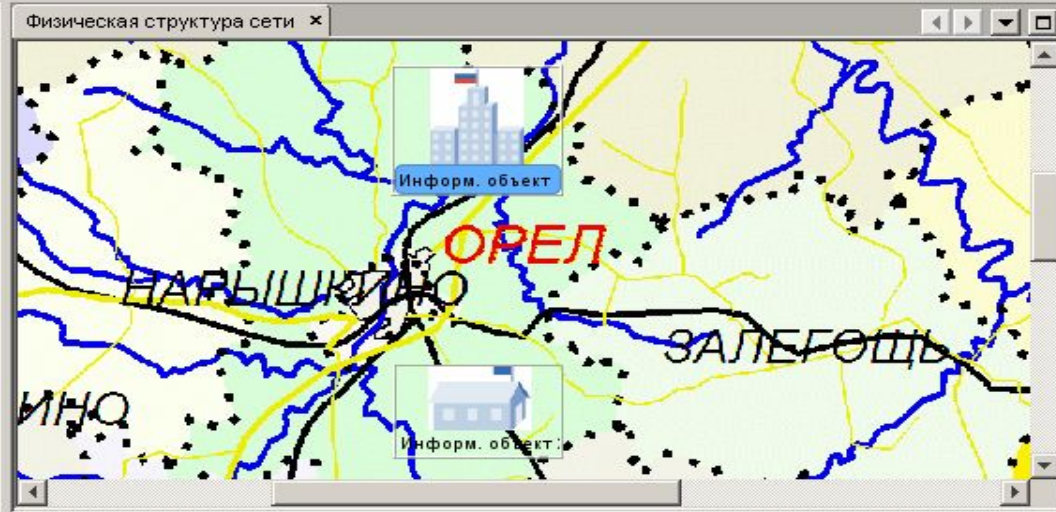 Физическая структура сети
Информ. объект
ОРЕЛ
НАРЫШКИНО
ЗАЛЕГОЩЬ
ИНО
Информ. объект